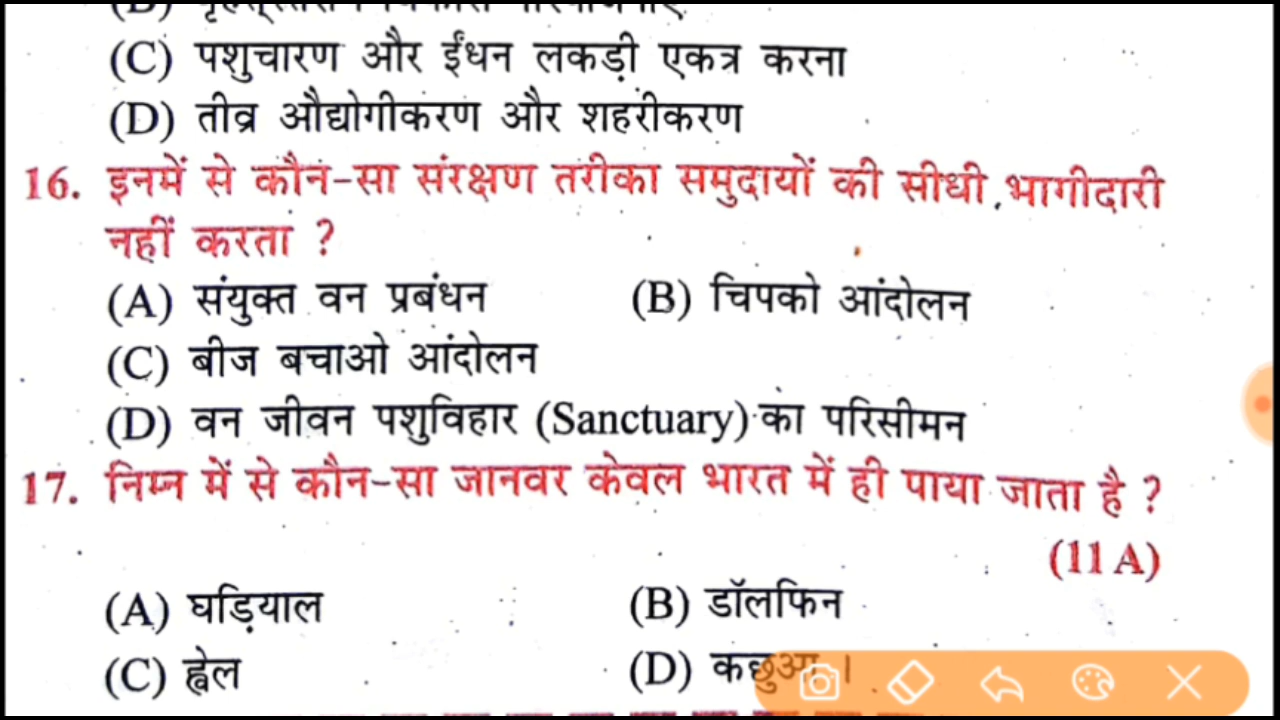 (C) पशुचारण और ईंधन लकड़ी एकत्र करना
(D) तीव्र औद्योगीकरण और शहरीकरण
16. इनमें से कौन-सा संरक्षण तरीका समुदायों की सीधी भागीदारी
नहीं करता ?
(A) संयुक्त वन प्रबंधन (B) चिपको आंदोलन
(C) बीज बचाओ आंदोलन
(D) वन जीवन पशुविहार (Sanctuary) का परिसीमन
17. निम्न में से कौन-सा जानवर केवल भारत में ही पाया जाता है ?
(11 A)
(A) घड़ियाल (B) डॉलफिन
(C) ह्वेल (D) कछुआ ।